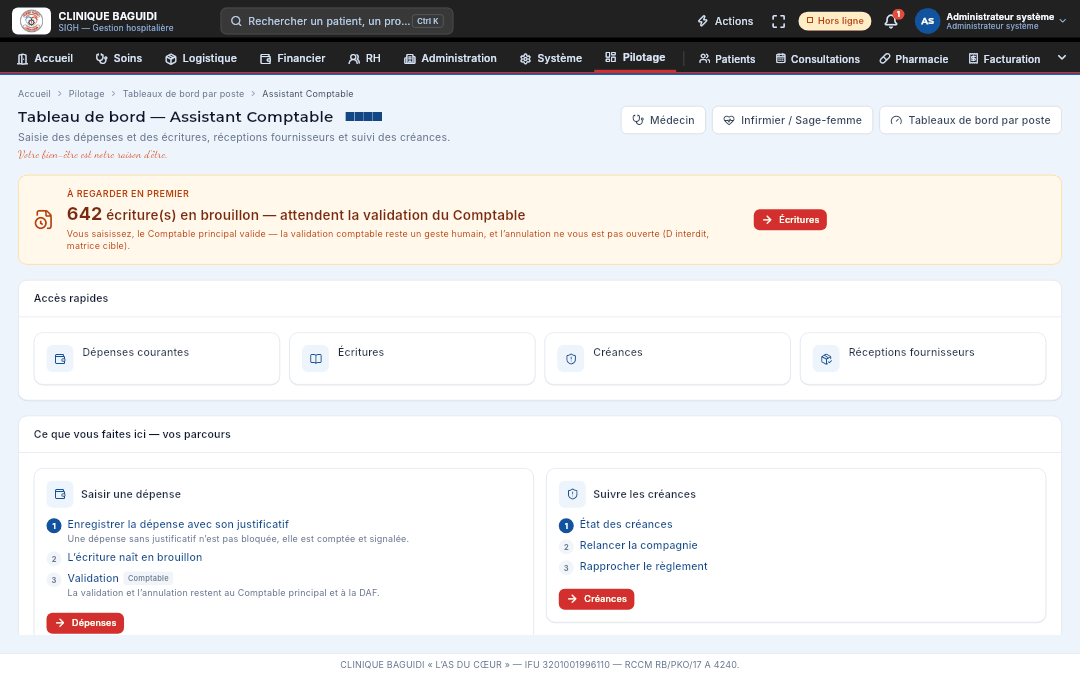 CLINIQUE BAGUIDI
SIGH — Gestion hospitalière
Rechercher un patient, un pro... Ctrl K
Actions
Hors ligne
1
AS
Administrateur système
Administrateur système
Accueil Soins Logistique Financier RH Administration Système Pilotage Patients Consultations Pharmacie Facturation
Accueil > Pilotage > Tableaux de bord par poste > Assistant Comptable
Tableau de bord — Assistant Comptable
Saisie des dépenses et des écritures, réceptions fournisseurs et suivi des créances.
Votre bien-être est notre raison d'être.
Médecin
Infirmier / Sage-femme
Tableaux de bord par poste
À REGARDER EN PREMIER
642 écriture(s) en brouillon — attendent la validation du Comptable
Vous saisissez, le Comptable principal valide — la validation comptable reste un geste humain, et l'annulation ne vous est pas ouverte (D interdit,
matrice cible).
Écritures
Accès rapides
Dépenses courantes
Écritures
Créances
Réceptions fournisseurs
Ce que vous faites ici — vos parcours
Saisir une dépense
1 Enregistrer la dépense avec son justificatif
Une dépense sans justificatif n'est pas bloquée, elle est comptée et signalée.
2 L'écriture naît en brouillon
3 Validation Comptable
La validation et l'annulation restent au Comptable principal et à la DAF.
Dépenses
Suivre les créances
1 État des créances
2 Relancer la compagnie
3 Rapprocher le règlement
Créances
CLINIQUE BAGUIDI « L'AS DU CŒUR » — IFU 3201001996110 — RCCM RB/PKO/17 A 4240.